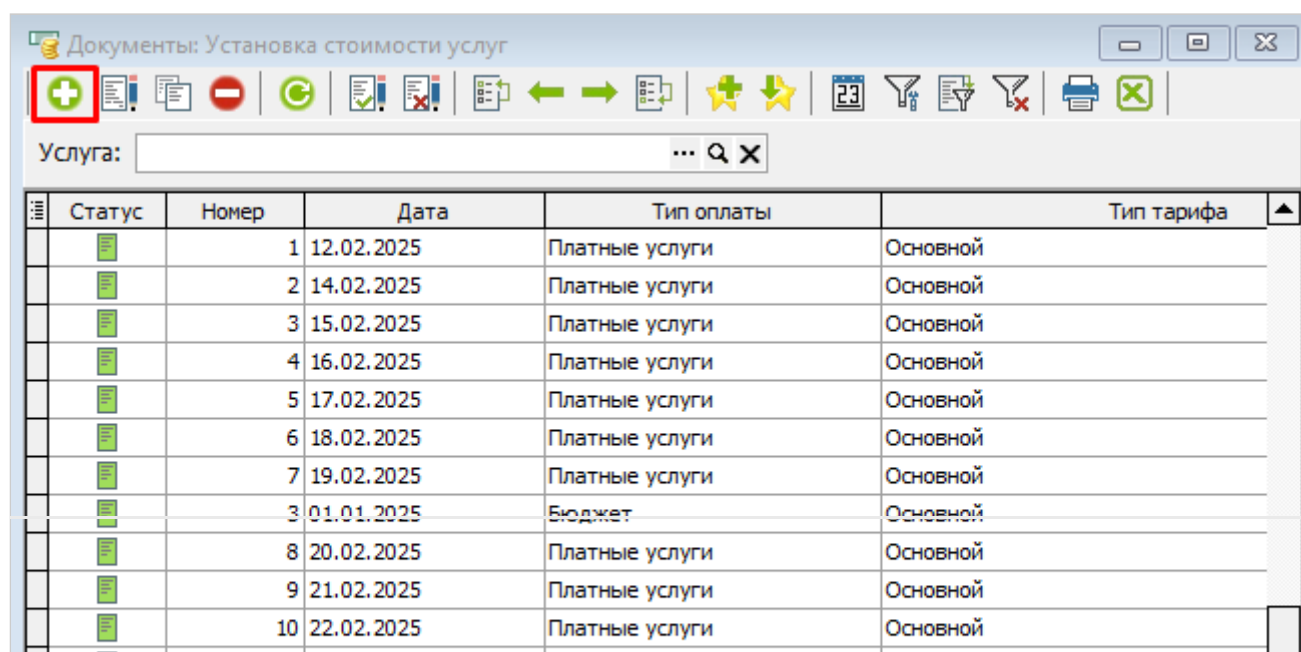 Документы: Установка стоимости услуг
23
Услуга:
Статус Номер Дата Тип оплаты Тип тарифа
1 12.02.2025 Платные услуги Основной
2 14.02.2025 Платные услуги Основной
3 15.02.2025 Платные услуги Основной
4 16.02.2025 Платные услуги Основной
5 17.02.2025 Платные услуги Основной
6 18.02.2025 Платные услуги Основной
7 19.02.2025 Платные услуги Основной
3 01.01.2025 Бюджет Основной
8 20.02.2025 Платные услуги Основной
9 21.02.2025 Платные услуги Основной
10 22.02.2025 Платные услуги Основной